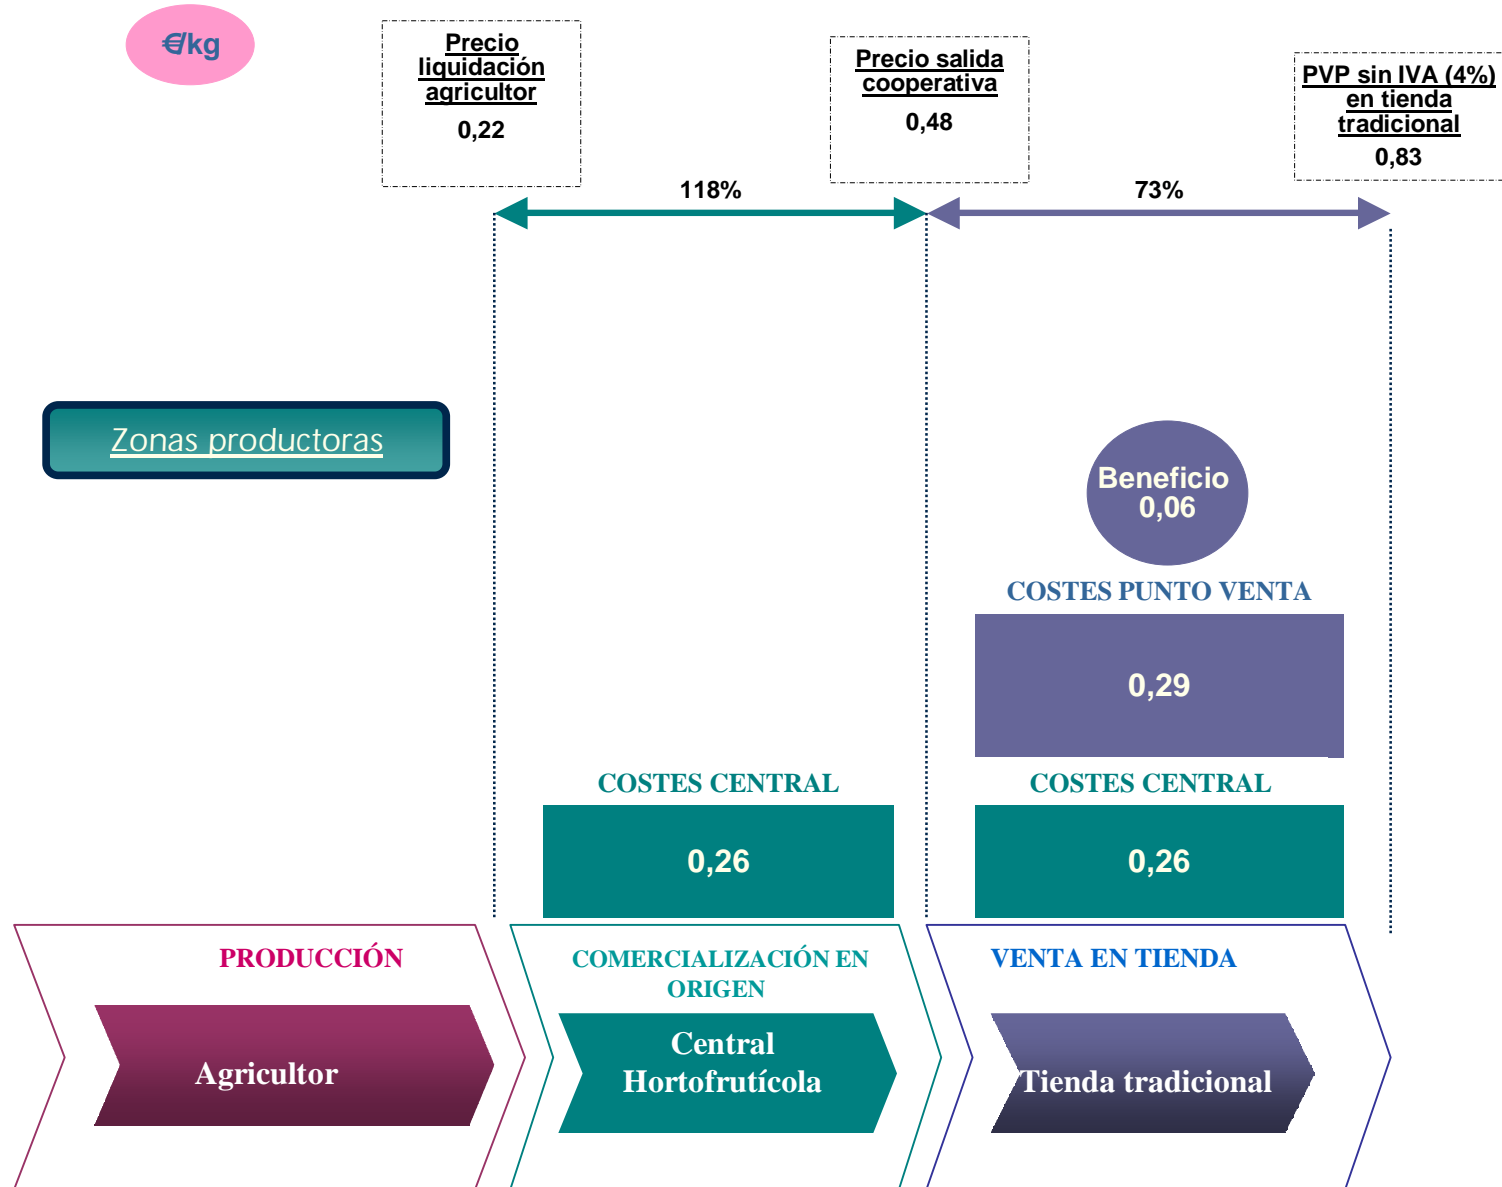 €/kg
Precio
liquidación
agricultor
0,22
Precio salida
cooperativa
0,48
PVP sin IVA (4%)
en tienda
tradicional
0,83
118%
73%
Zonas productoras
Beneficio
0,06
COSTES PUNTO VENTA
0,29
COSTES CENTRAL
COSTES CENTRAL
0,26
0,26
PRODUCCIÓN
COMERCIALIZACIÓN EN
ORIGEN
VENTA EN TIENDA
Agricultor
Central
Hortofrutícola
Tienda tradicional